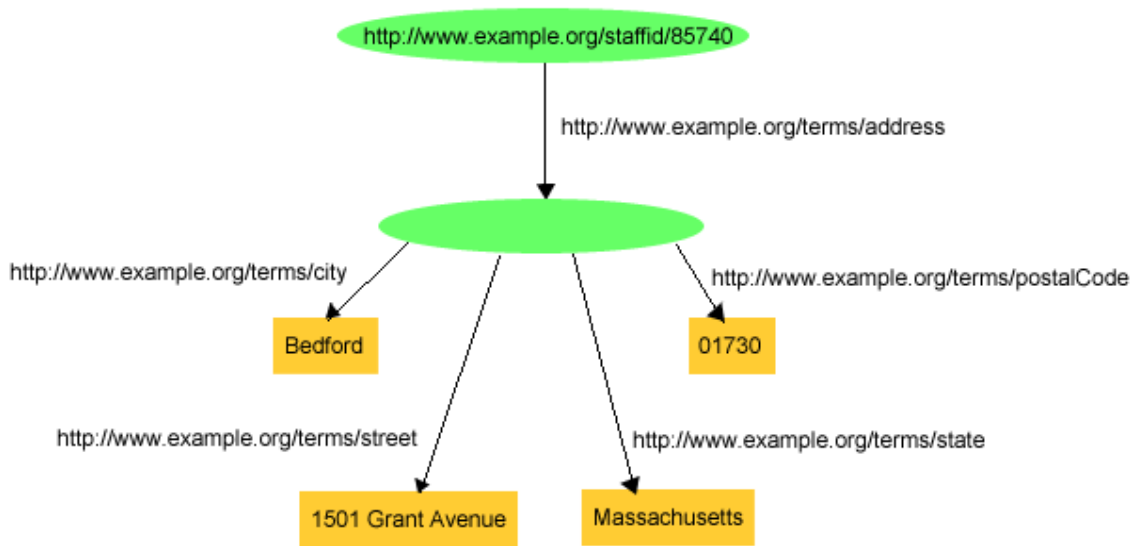 http://www.example.org/staffid/85740
http://www.example.org/terms/address
http://www.example.org/terms/city
http://www.example.org/terms/postalCode
Bedford
01730
http://www.example.org/terms/street
http://www.example.org/terms/state
1501 Grant Avenue
Massachusetts